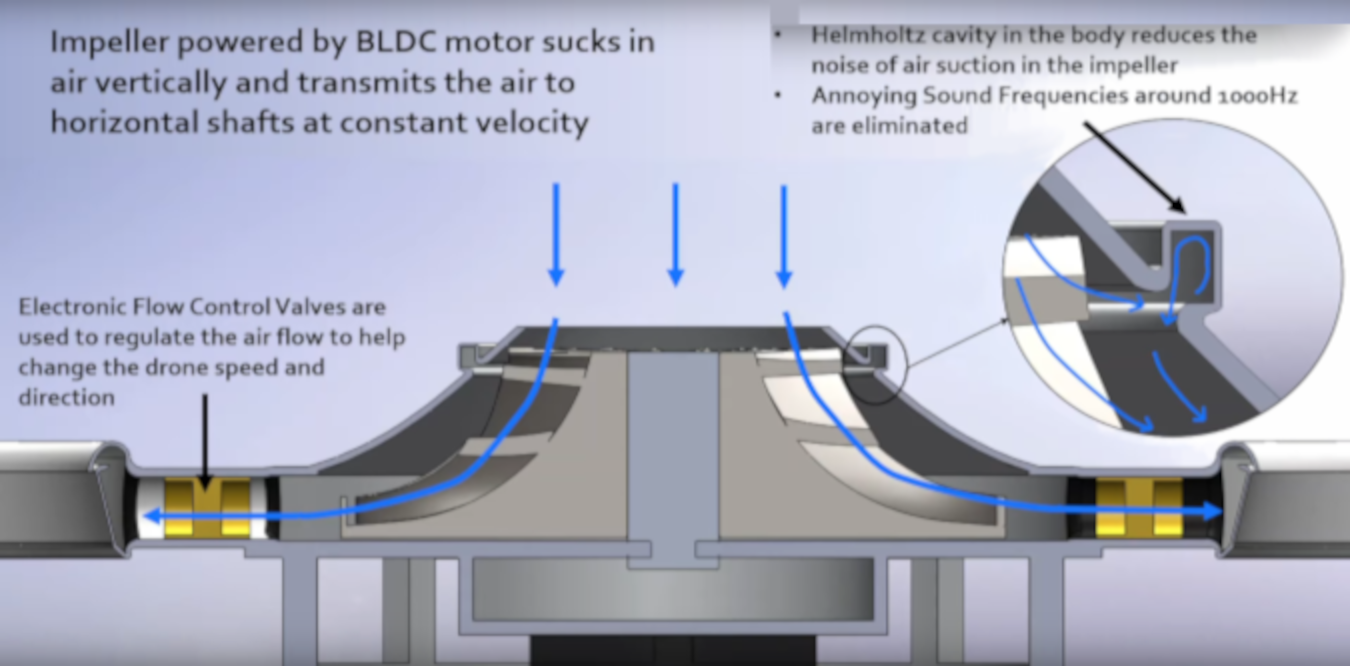 Impeller powered by BLDC motor sucks in
air vertically and transmits the air to
horizontal shafts at constant velocity
• Helmholtz cavity in the body reduces the
noise of air suction in the impeller
• Annoying Sound Frequencies around 1000Hz
are eliminated
Electronic Flow Control Valves are
used to regulate the air flow to help
change the drone speed and
direction